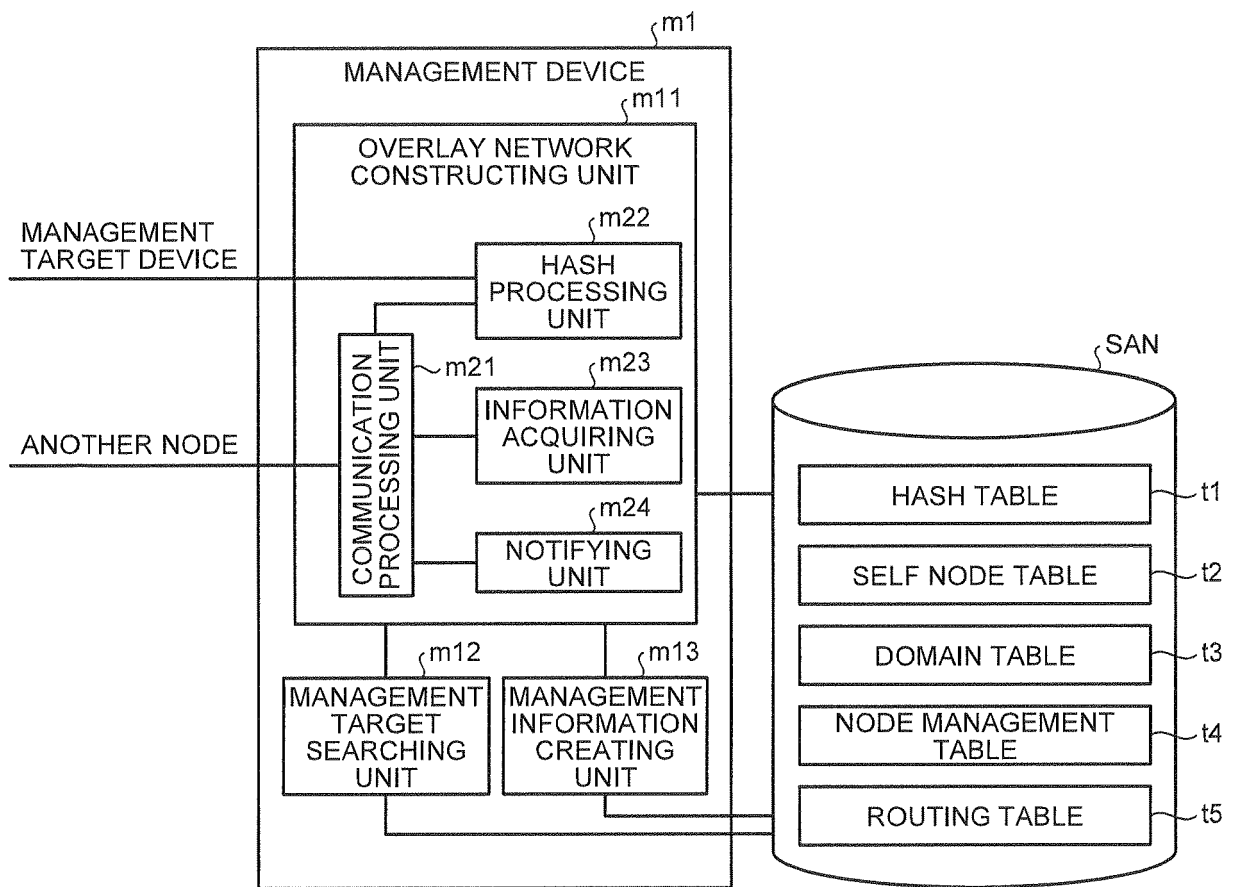 m1
MANAGEMENT DEVICE
m11
OVERLAY NETWORK
CONSTRUCTING UNIT
MANAGEMENT
TARGET DEVICE
m22
HASH
PROCESSING
UNIT
COMMUNICATION
PROCESSING UNIT
m21
m23
INFORMATION
ACQUIRING
UNIT
ANOTHER NODE
m24
NOTIFYING
UNIT
m12
MANAGEMENT
TARGET
SEARCHING
UNIT
m13
MANAGEMENT
INFORMATION
CREATING
UNIT
SAN
HASH TABLE
t1
SELF NODE TABLE
t2
DOMAIN TABLE
t3
NODE MANAGEMENT
TABLE
t4
ROUTING TABLE
t5